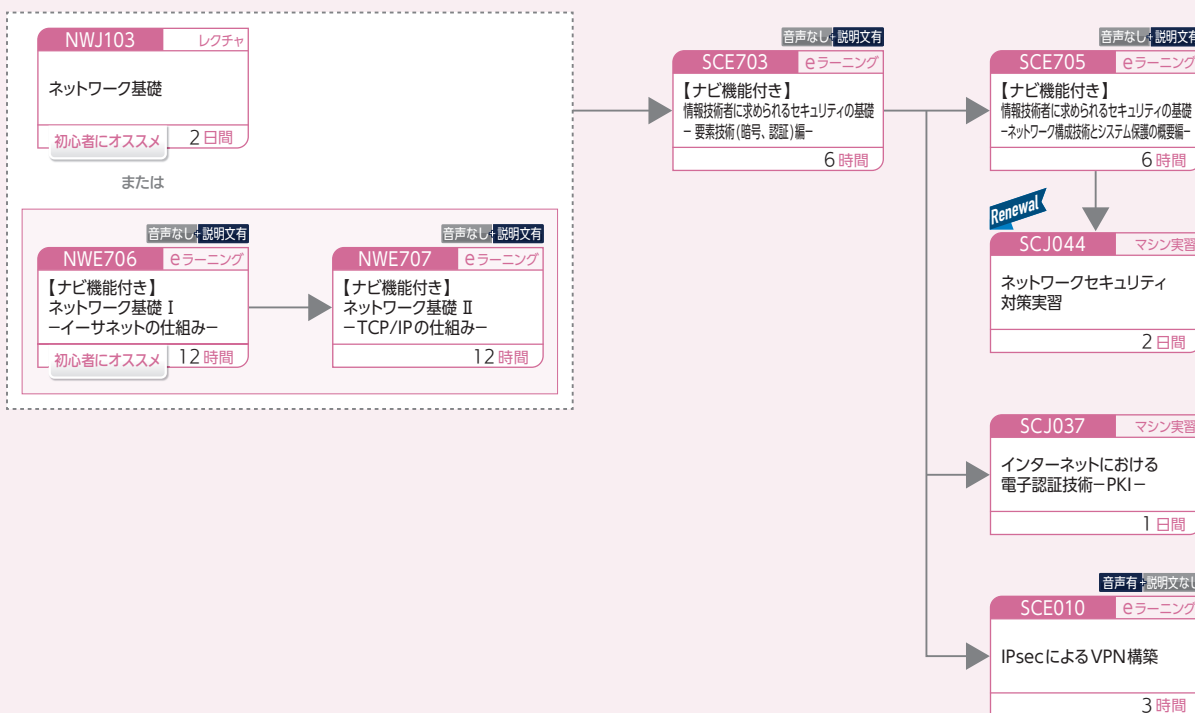 NWJ103 レクチャ
ネットワーク基礎
初心者にオススメ 2日間
または
音声なし+説明文有
NWE706 eラーニング
【ナビ機能付き】
ネットワーク基礎 Ⅰ
−イーサネットの仕組み−
初心者にオススメ 12時間
音声なし+説明文有
NWE707 eラーニング
【ナビ機能付き】
ネットワーク基礎 Ⅱ
−TCP/IPの仕組み−
12時間
音声なし+説明文有
SCE703 eラーニング
【ナビ機能付き】
情報技術者に求められるセキュリティの基礎
− 要素技術(暗号、認証)編−
6時間
音声なし+説明文有
SCE705 eラーニング
【ナビ機能付き】
情報技術者に求められるセキュリティの基礎
−ネットワーク構成技術とシステム保護の概要編−
6時間
Renewal
SCJ044 マシン実習
ネットワークセキュリティ
対策実習
2日間
SCJ037 マシン実習
インターネットにおける
電子認証技術−PKI−
1日間
音声有+説明文なし
SCE010 eラーニング
IPsecによるVPN構築
3時間